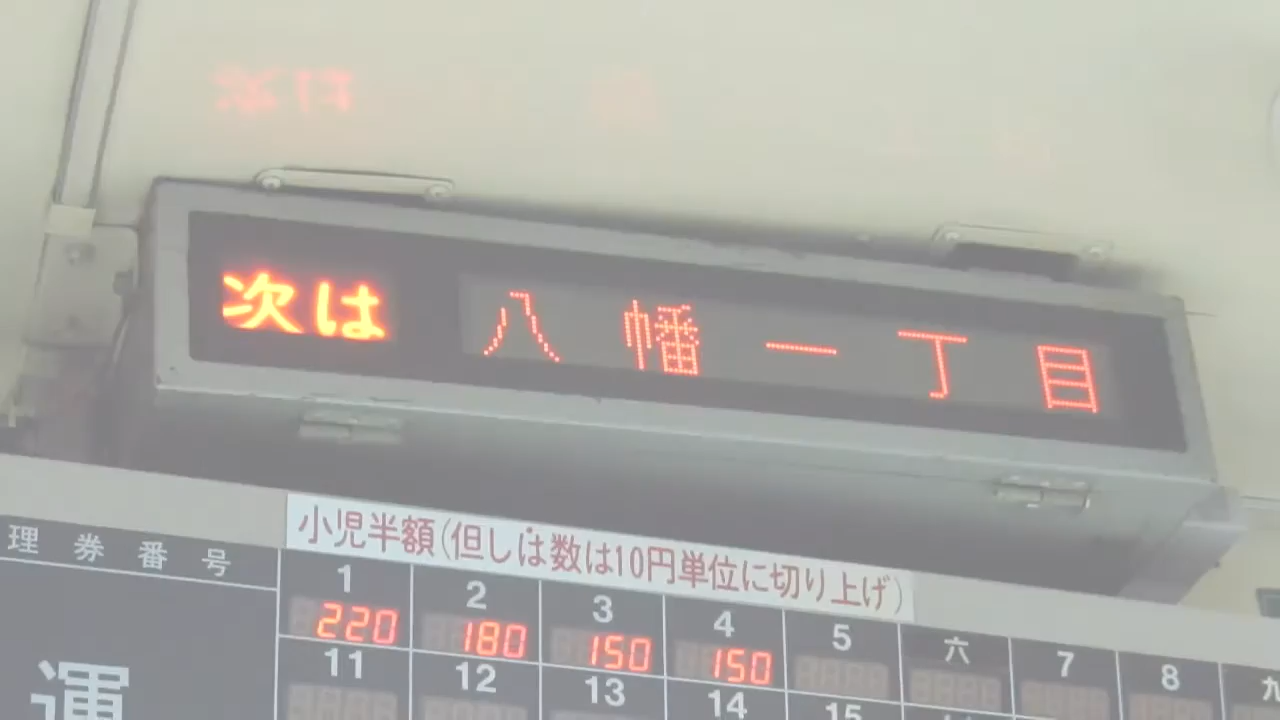 次は 八幡一丁目
小児半額(但しは数は10円単位に切り上げ)
理券番号 1 2 3 4 5 六 7 8 九
220 180 150 150
運 11 12 13 14 15